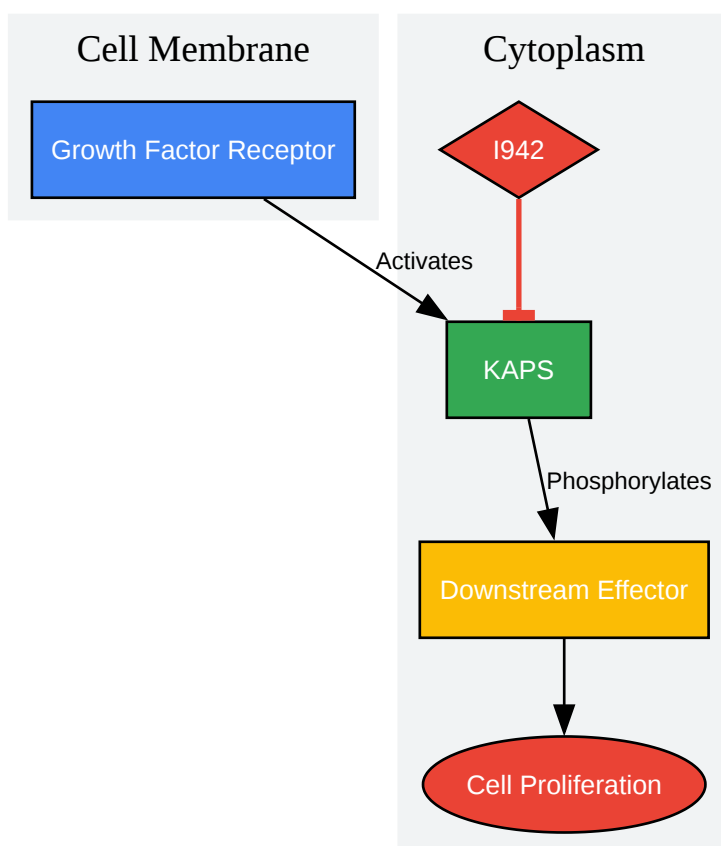 Cell Membrane
Cytoplasm
Growth Factor Receptor
I942
Activates
KAPS
Phosphorylates
Downstream Effector
Cell Proliferation